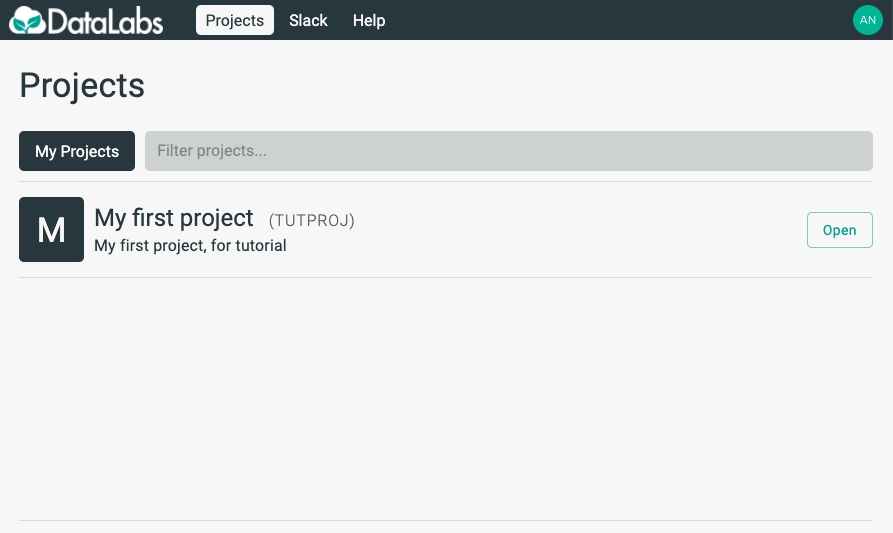 DataLabs Projects Slack Help AN
Projects
My Projects Filter projects...
M My first project (TUTPROJ)
My first project, for tutorial
Open